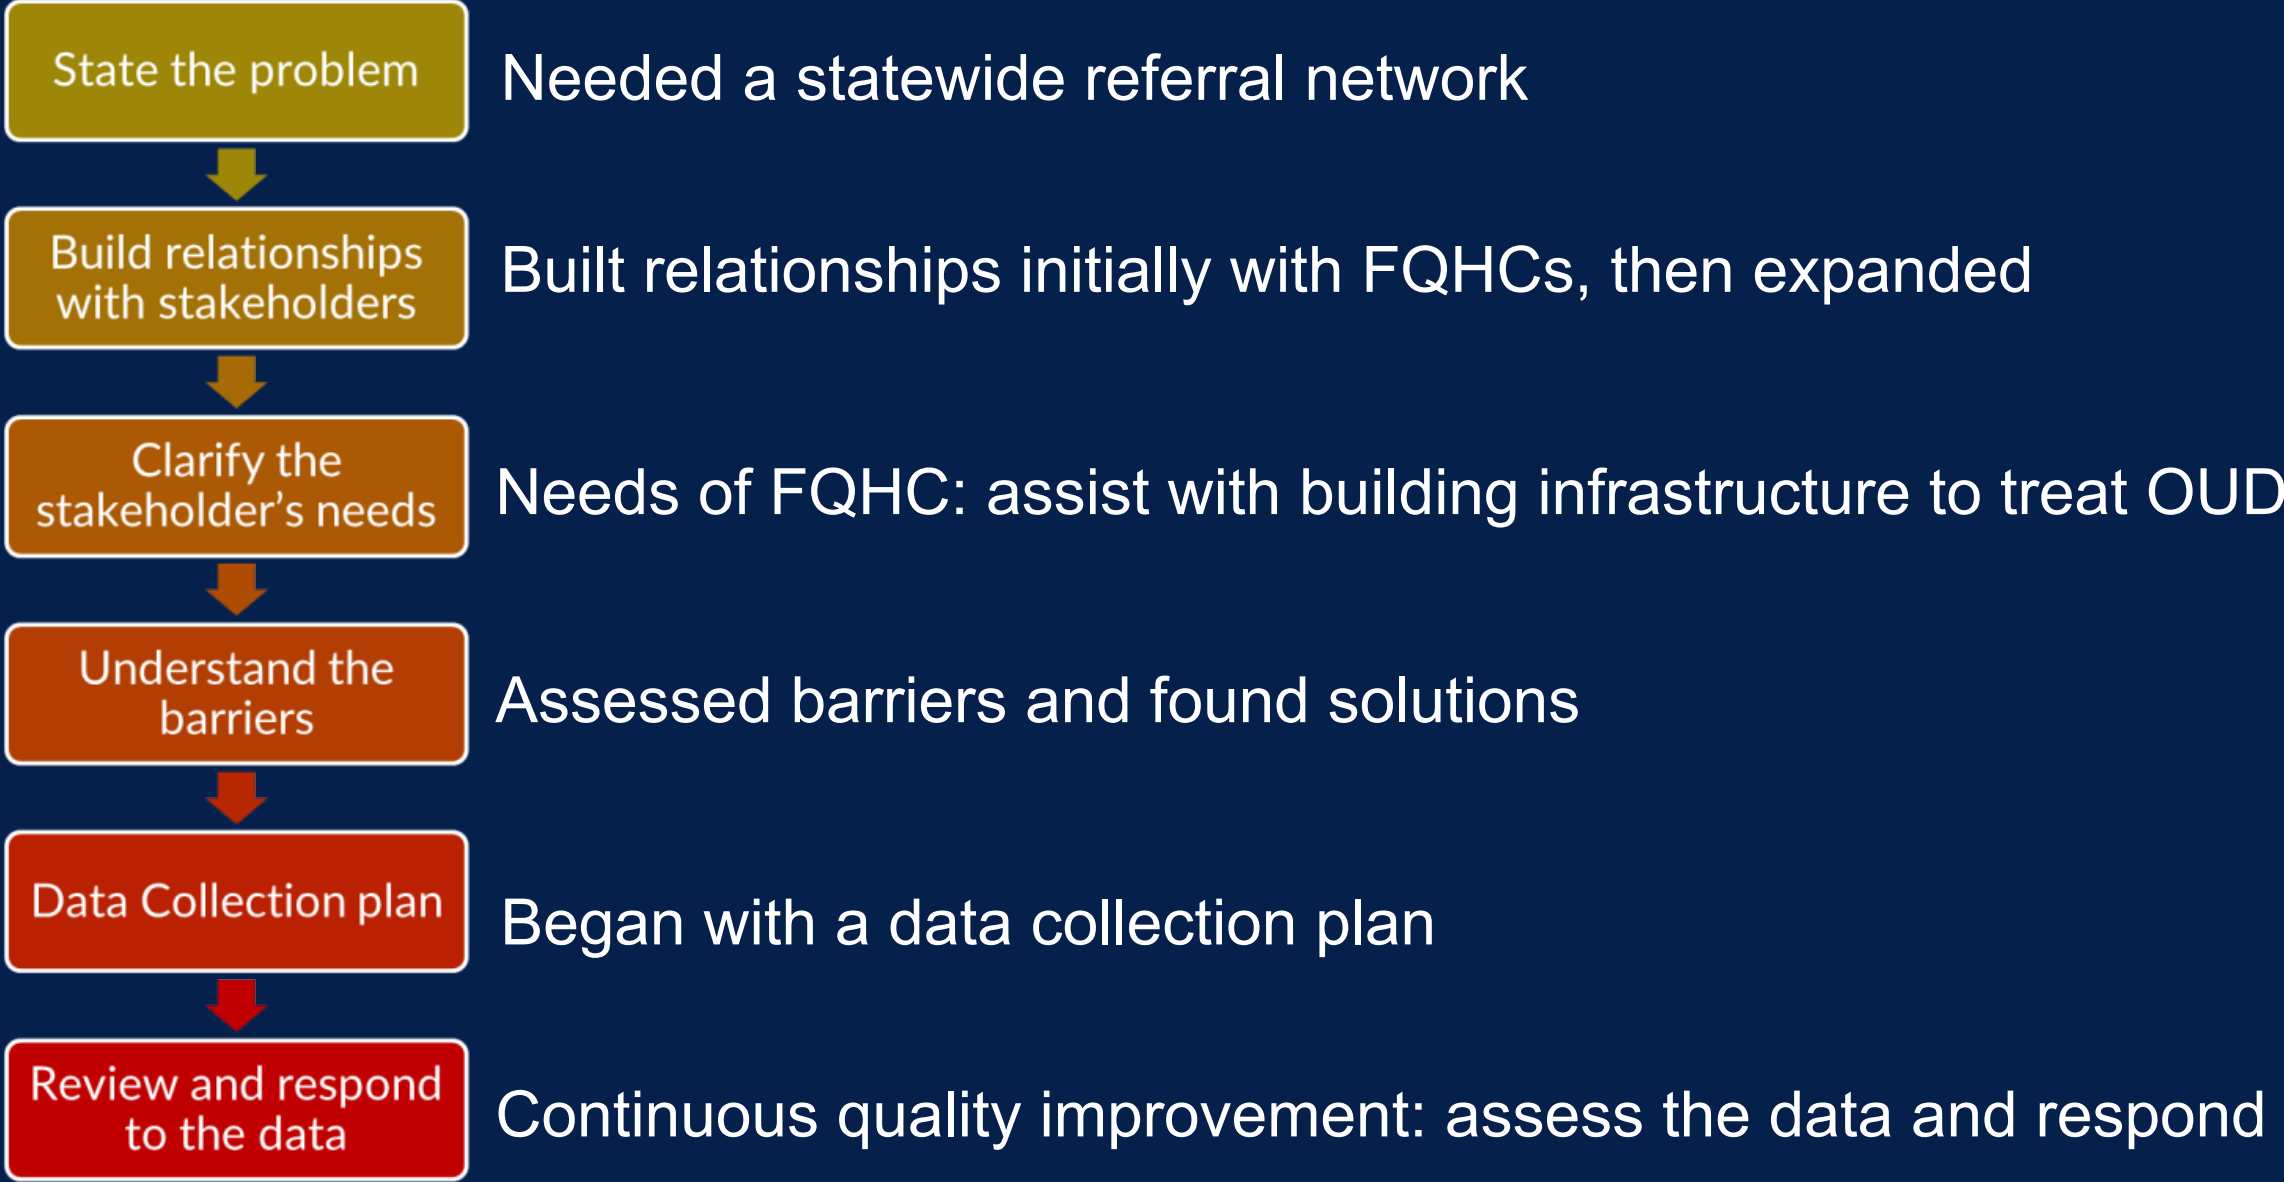 State the problem
Needed a statewide referral network
Build relationships
with stakeholders
Built relationships initially with FQHCs, then expanded
Clarify the
stakeholder’s needs
Needs of FQHC: assist with building infrastructure to treat OUD
Understand the
barriers
Assessed barriers and found solutions
Data Collection plan
Began with a data collection plan
Review and respond
to the data
Continuous quality improvement: assess the data and respond